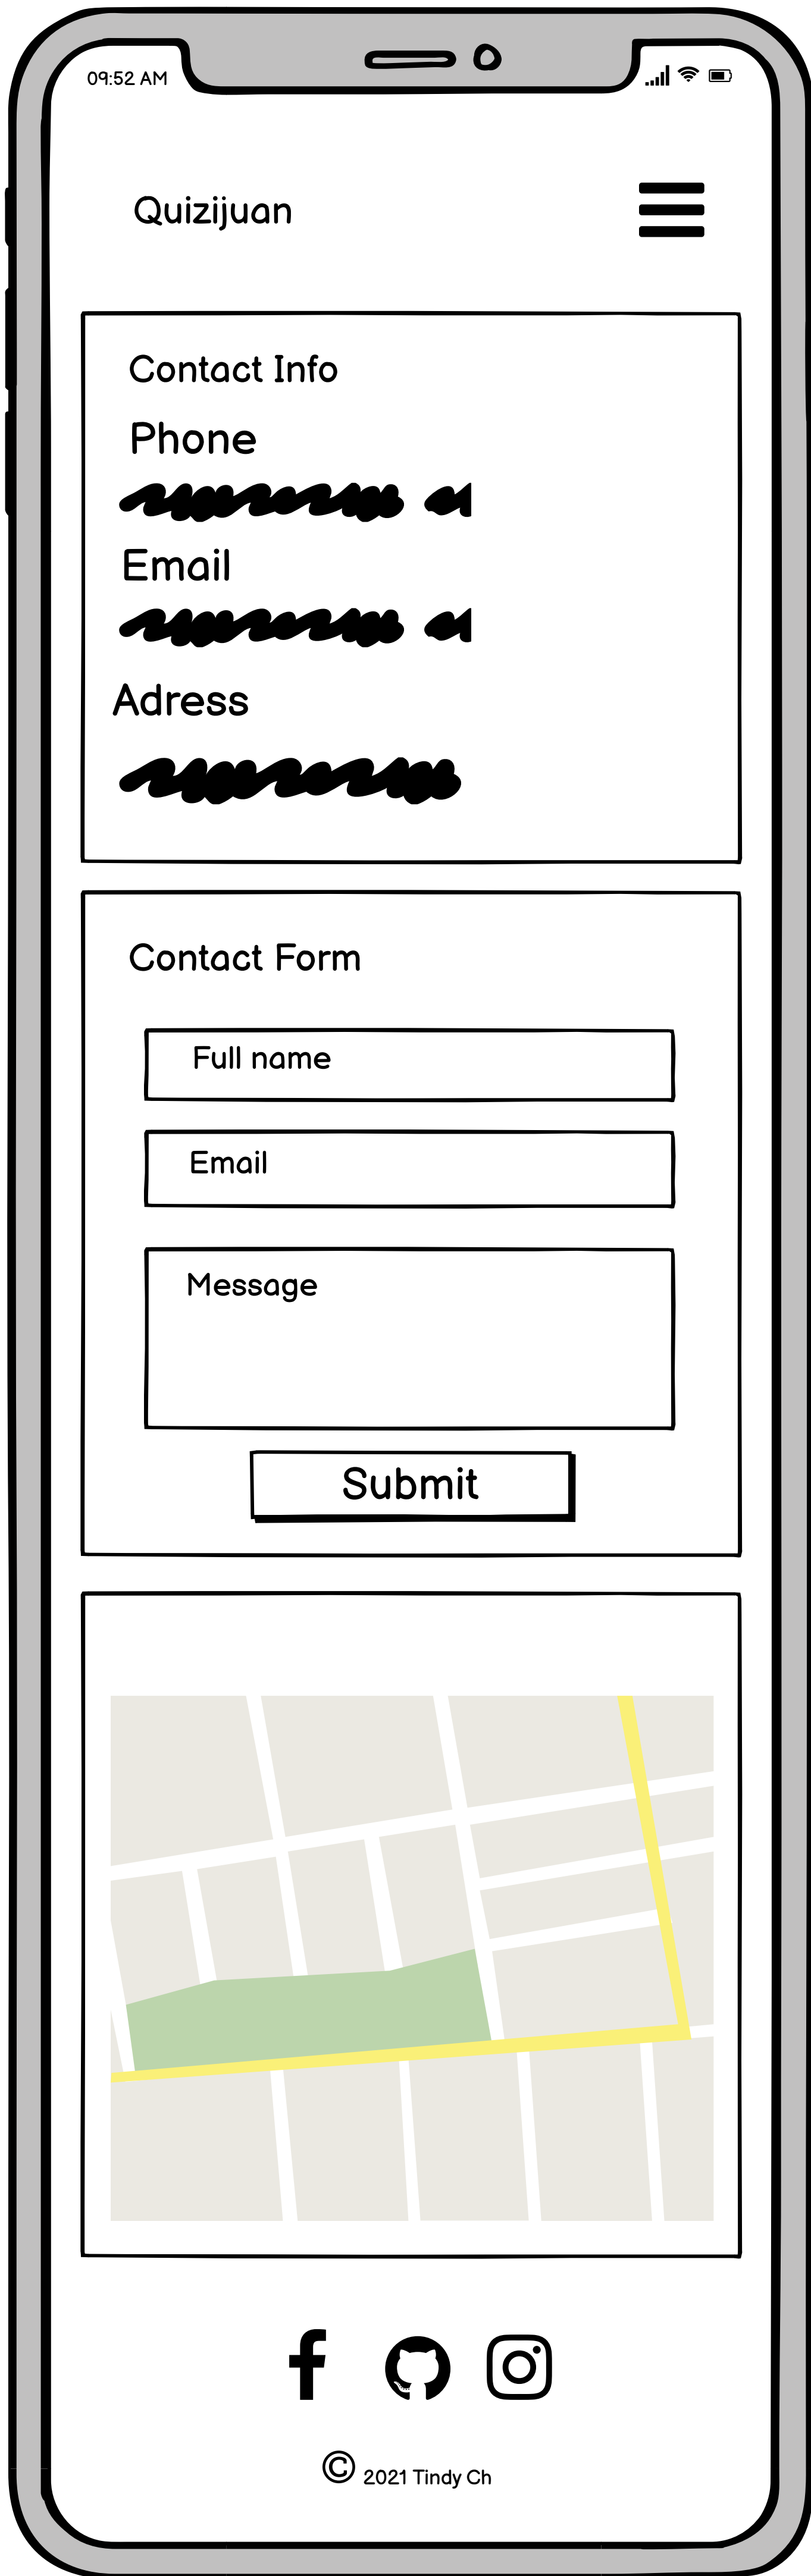 09:52 AM
Quizijuan
Contact Info
Phone
Email
Adress
Contact Form
Full name
Email
Message
Submit
© 2021 Tindy Ch